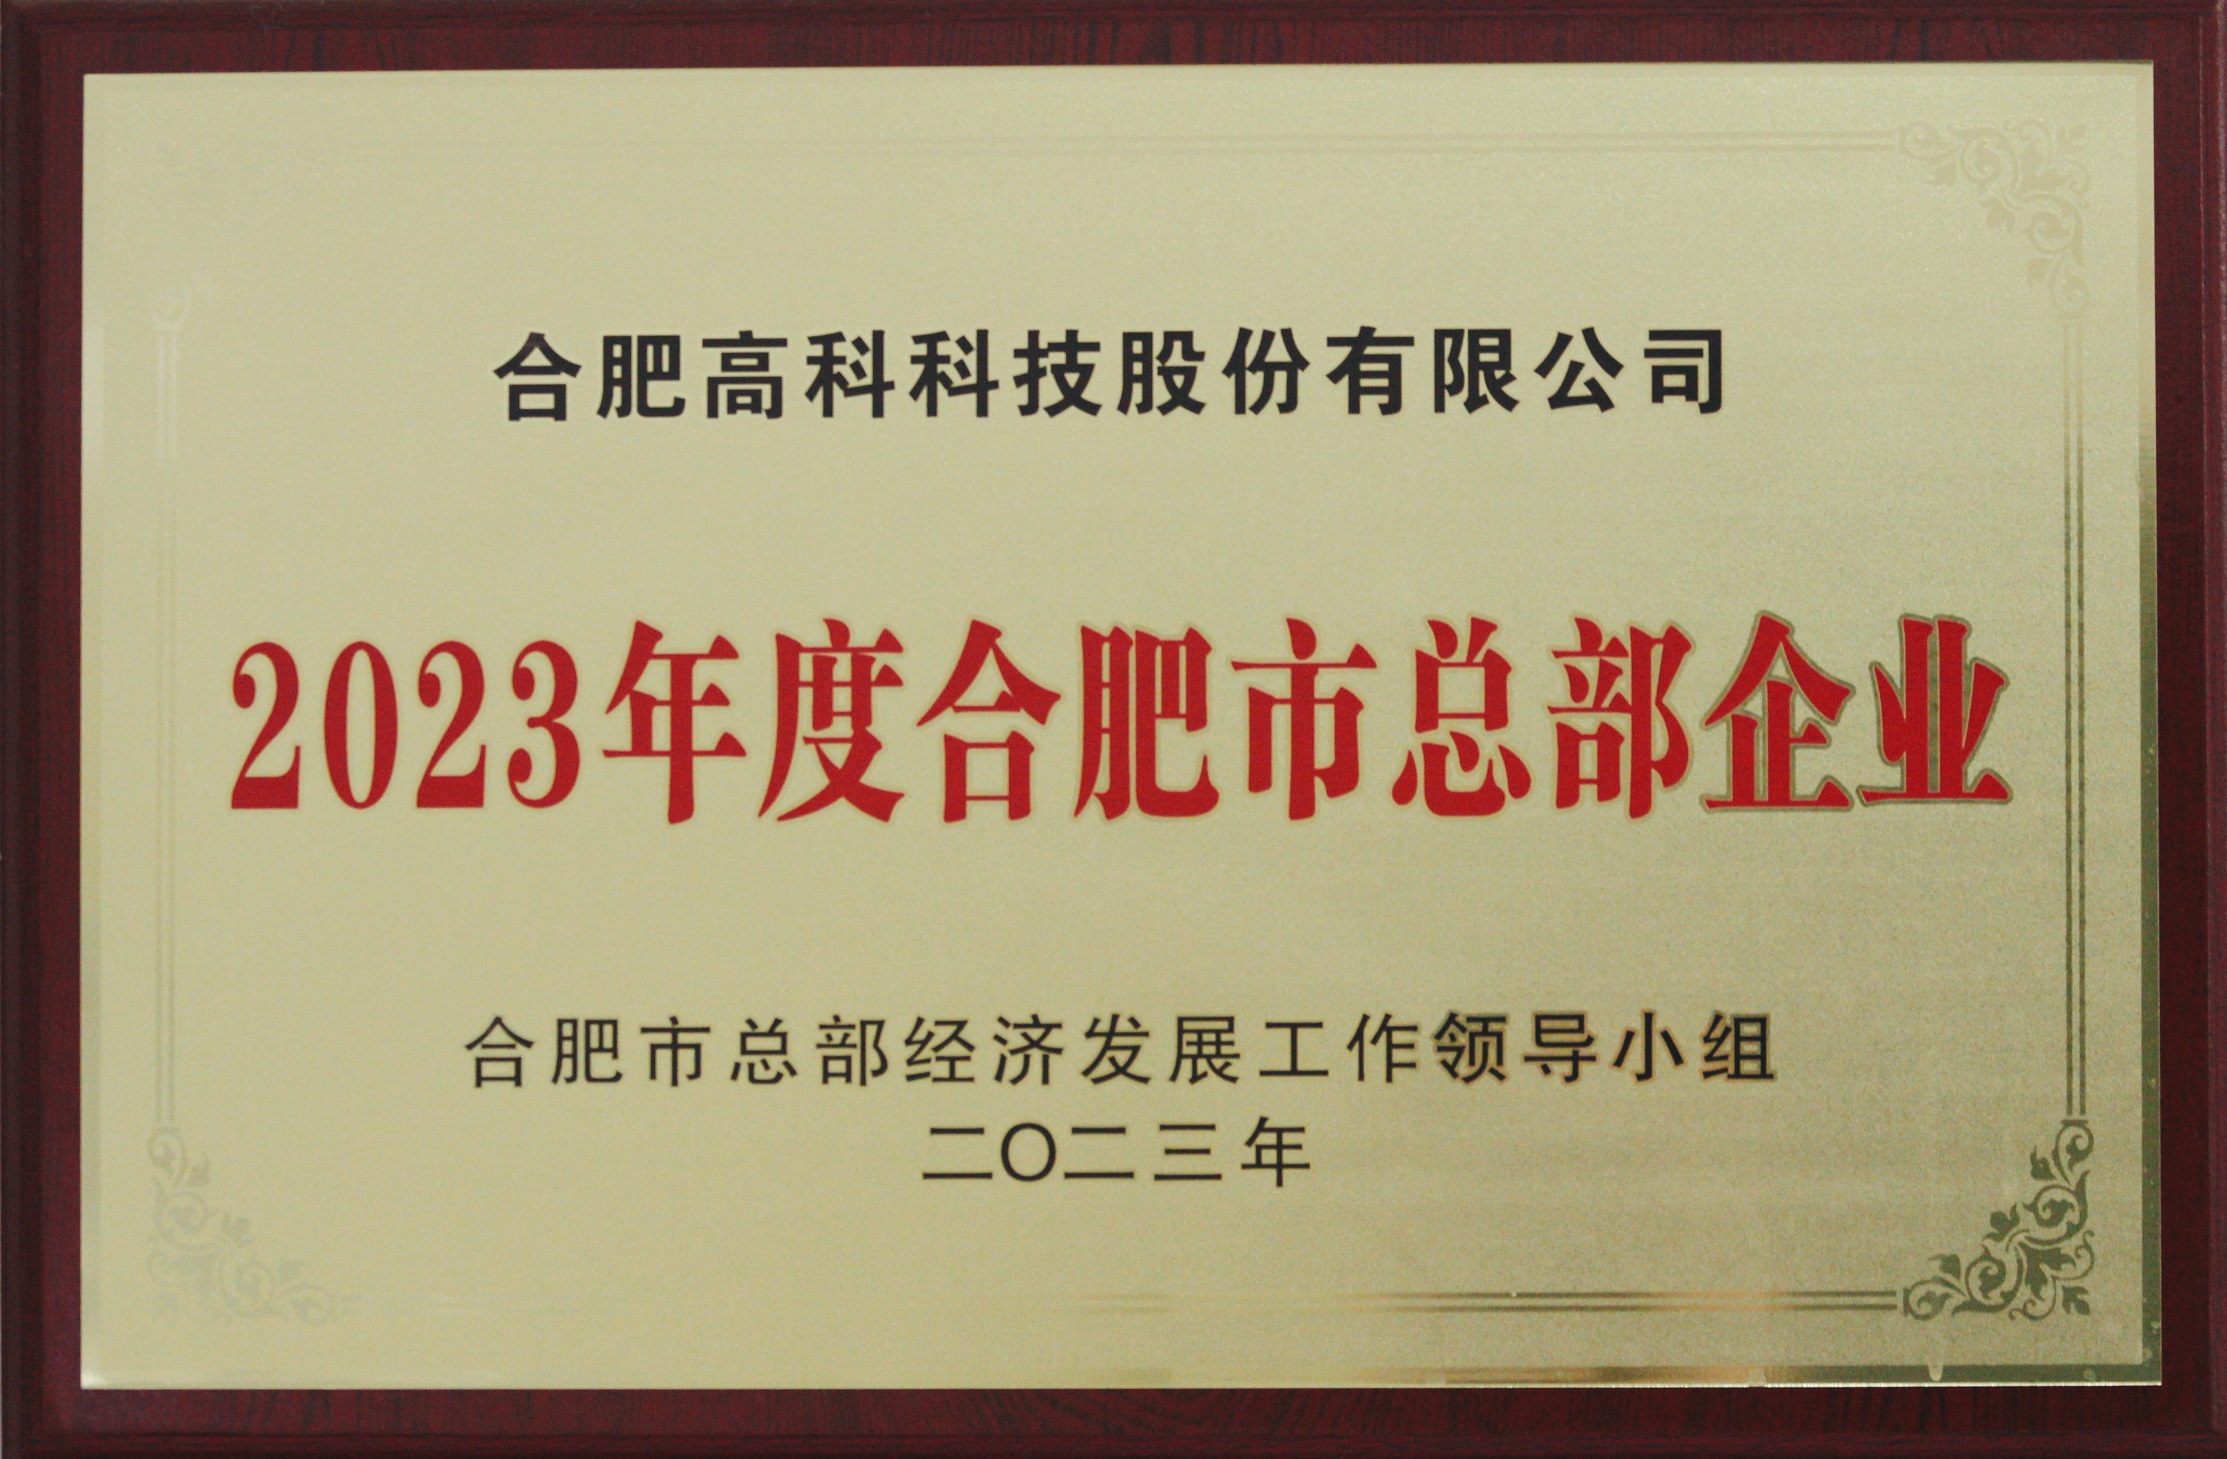 合肥高科科技股份有限公司
2023年度合肥市总部企业
合肥市总部经济发展工作领导小组
二〇二三年